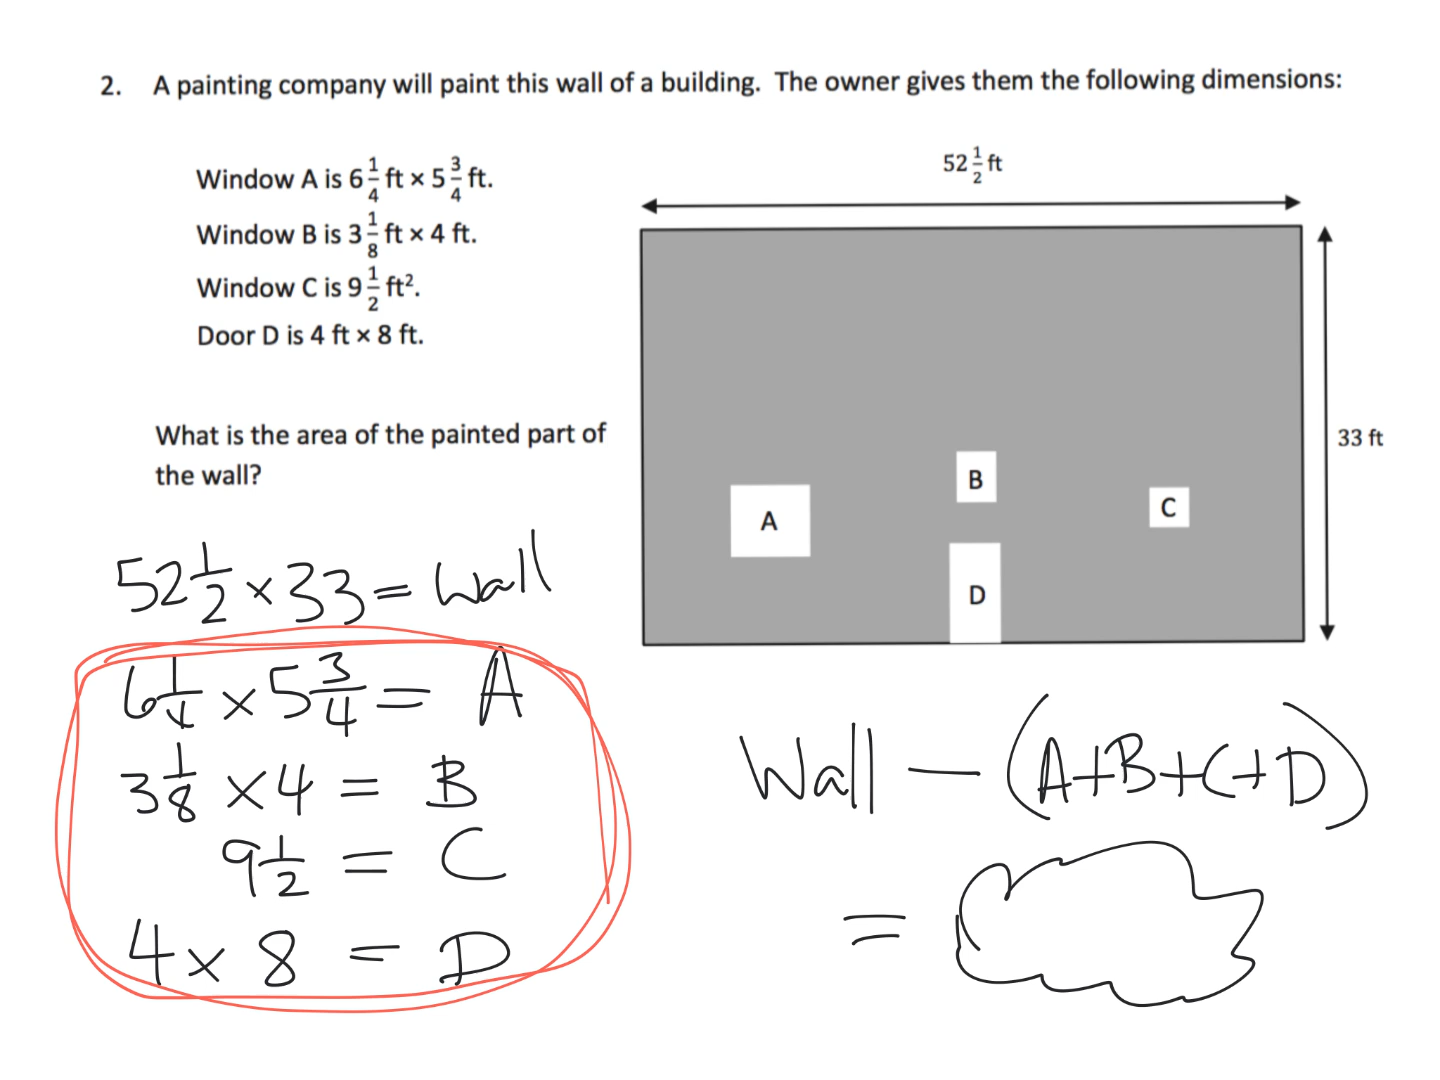 2. A painting company will paint this wall of a building. The owner gives them the following dimensions:
Window A is 6 1/4 ft × 5 3/4 ft.
Window B is 3 1/8 ft × 4 ft.
Window C is 9 1/2 ft².
Door D is 4 ft × 8 ft.
What is the area of the painted part of
the wall?
52 1/2 ft
33 ft
A
B
C
D
52 1/2 × 33 = Wall
6 1/4 × 5 3/4 = A
3 1/8 × 4 = B
9 1/2 = C
4 × 8 = D
Wall − (A+B+C+D)
=